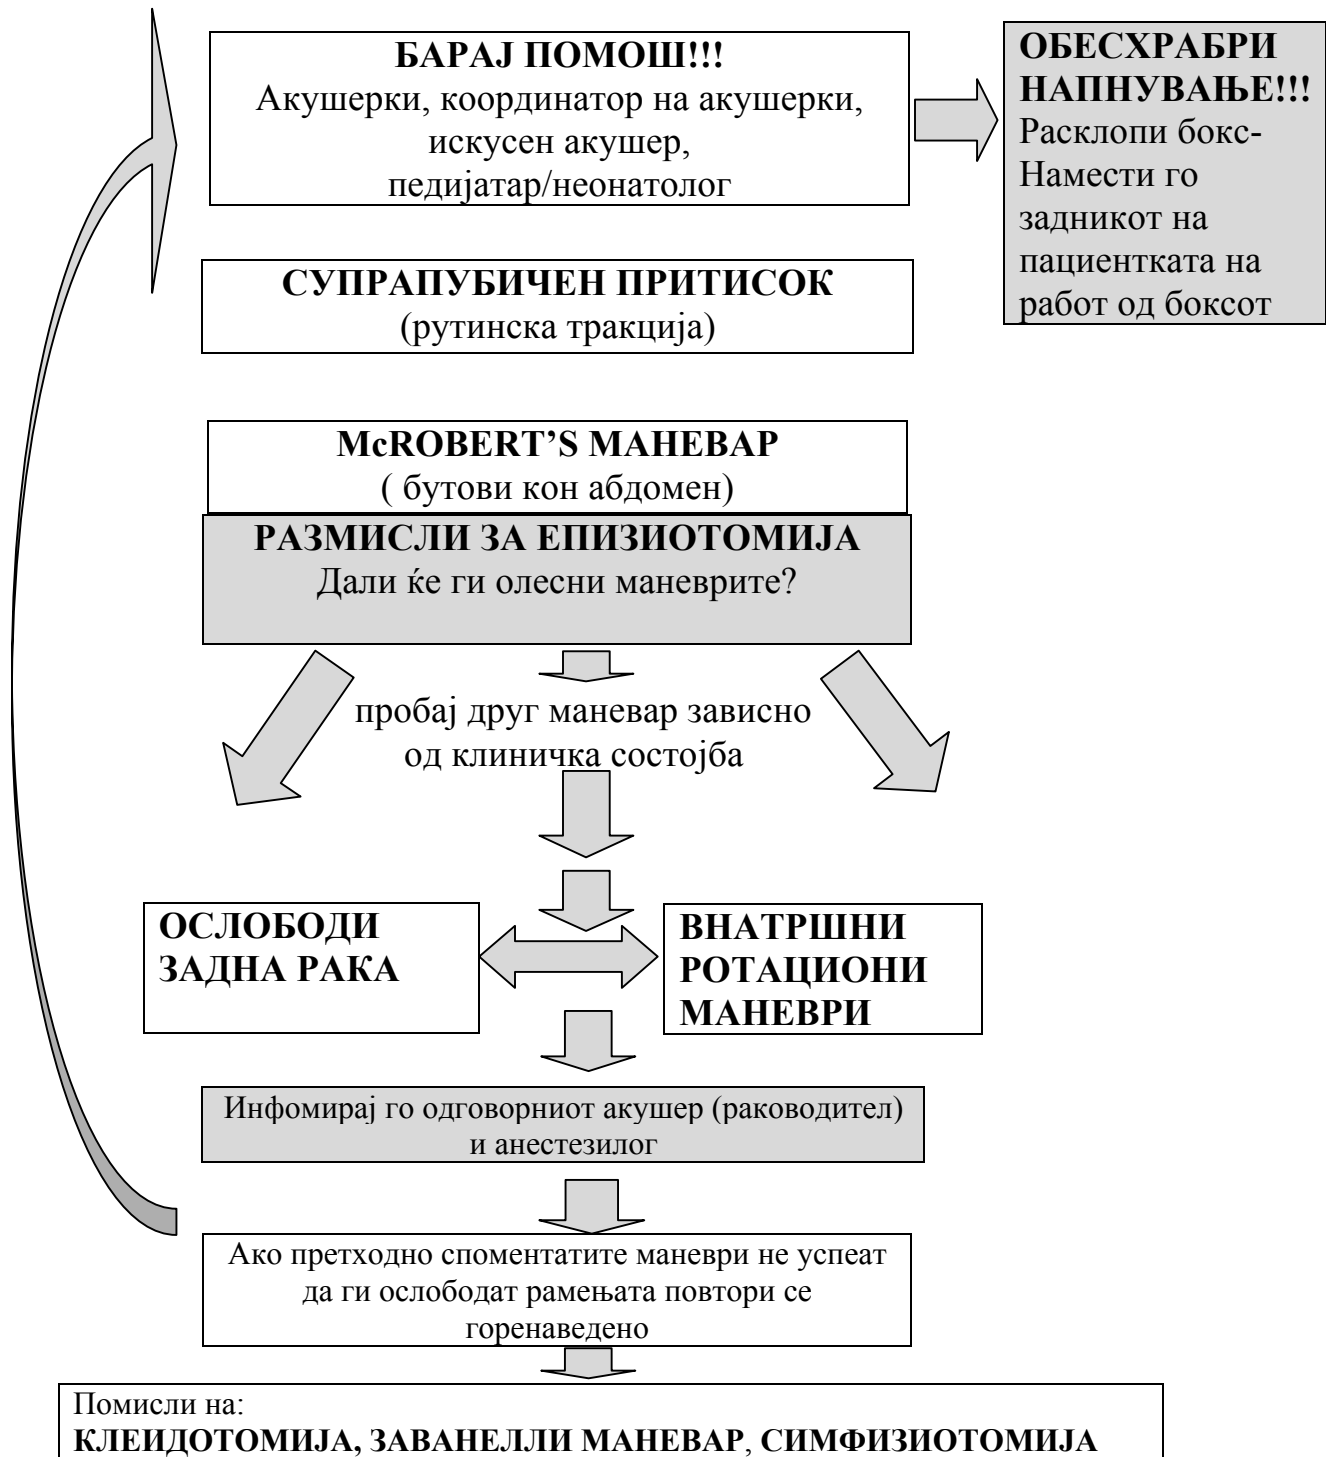 БАРАЈ ПОМОШ!!!
Акушерки, координатор на акушерки,
искусен акушер,
педијатар/неонатолог
ОБЕСХРАБРИ
НАПНУВАЊЕ!!!
Расклопи бокс-
Намести го
задникот на
пациентката на
работ од боксот
СУПРАПУБИЧЕН ПРИТИСОК
(рутинска тракција)
McROBERT’S МАНЕВАР
( бутови кон абдомен)
РАЗМИСЛИ ЗА ЕПИЗИОТОМИЈА
Дали ќе ги олесни маневрите?
пробај друг маневар зависно
од клиничка состојба
ОСЛОБОДИ
ЗАДНА РАКА
ВНАТРШНИ
РОТАЦИОНИ
МАНЕВРИ
Инфомирај го одговорниот акушер (раководител)
и анестезилог
Ако претходно споментатите маневри не успеат
да ги ослободат рамењата повтори се
горенаведено
Помисли на:
КЛЕИДОТОМИЈА, ЗАВАНЕЛЛИ МАНЕВАР, СИМФИЗИОТОМИЈА